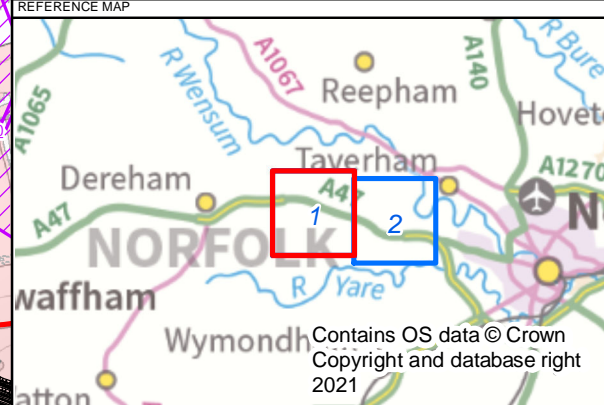 REFERENCE MAP
R Bure
A1067
A140
Reepham
R Wensum
A1065
Hovet
Taverham
A1270
Dereham
A47
1
2
N
A47
NORFOLK
waffham
R Yare
Wymondh
Contains OS data © Crown
Copyright and database right
2021
atton